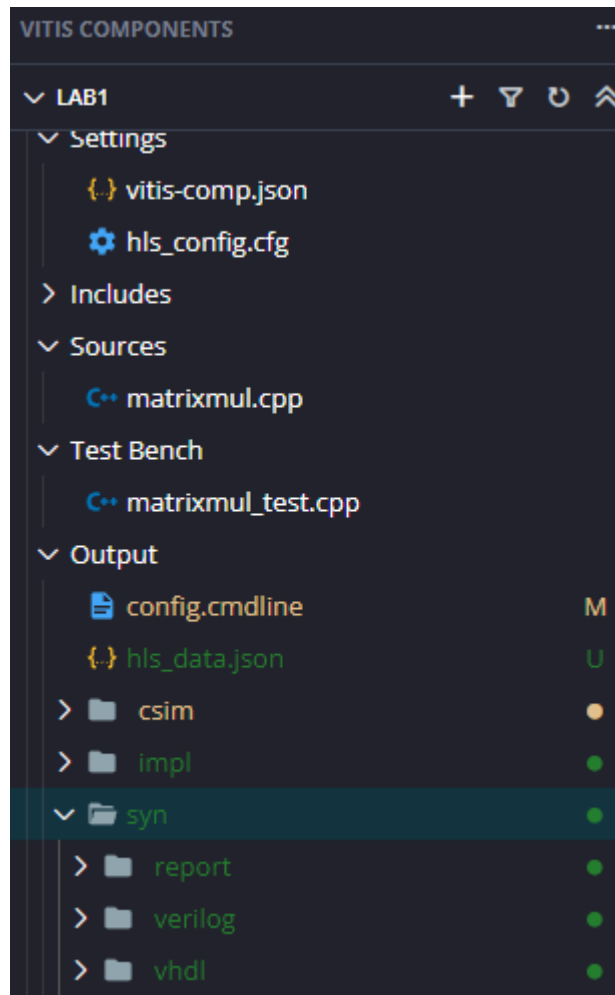 VITIS COMPONENTS
LAB1
Settings
{..} vitis-comp.json
hls_config.cfg
Includes
Sources
C++ matrixmul.cpp
Test Bench
C++ matrixmul_test.cpp
Output
config.cmdline M
{..} hls_data.json U
csim
impl
syn
report
verilog
vhdl